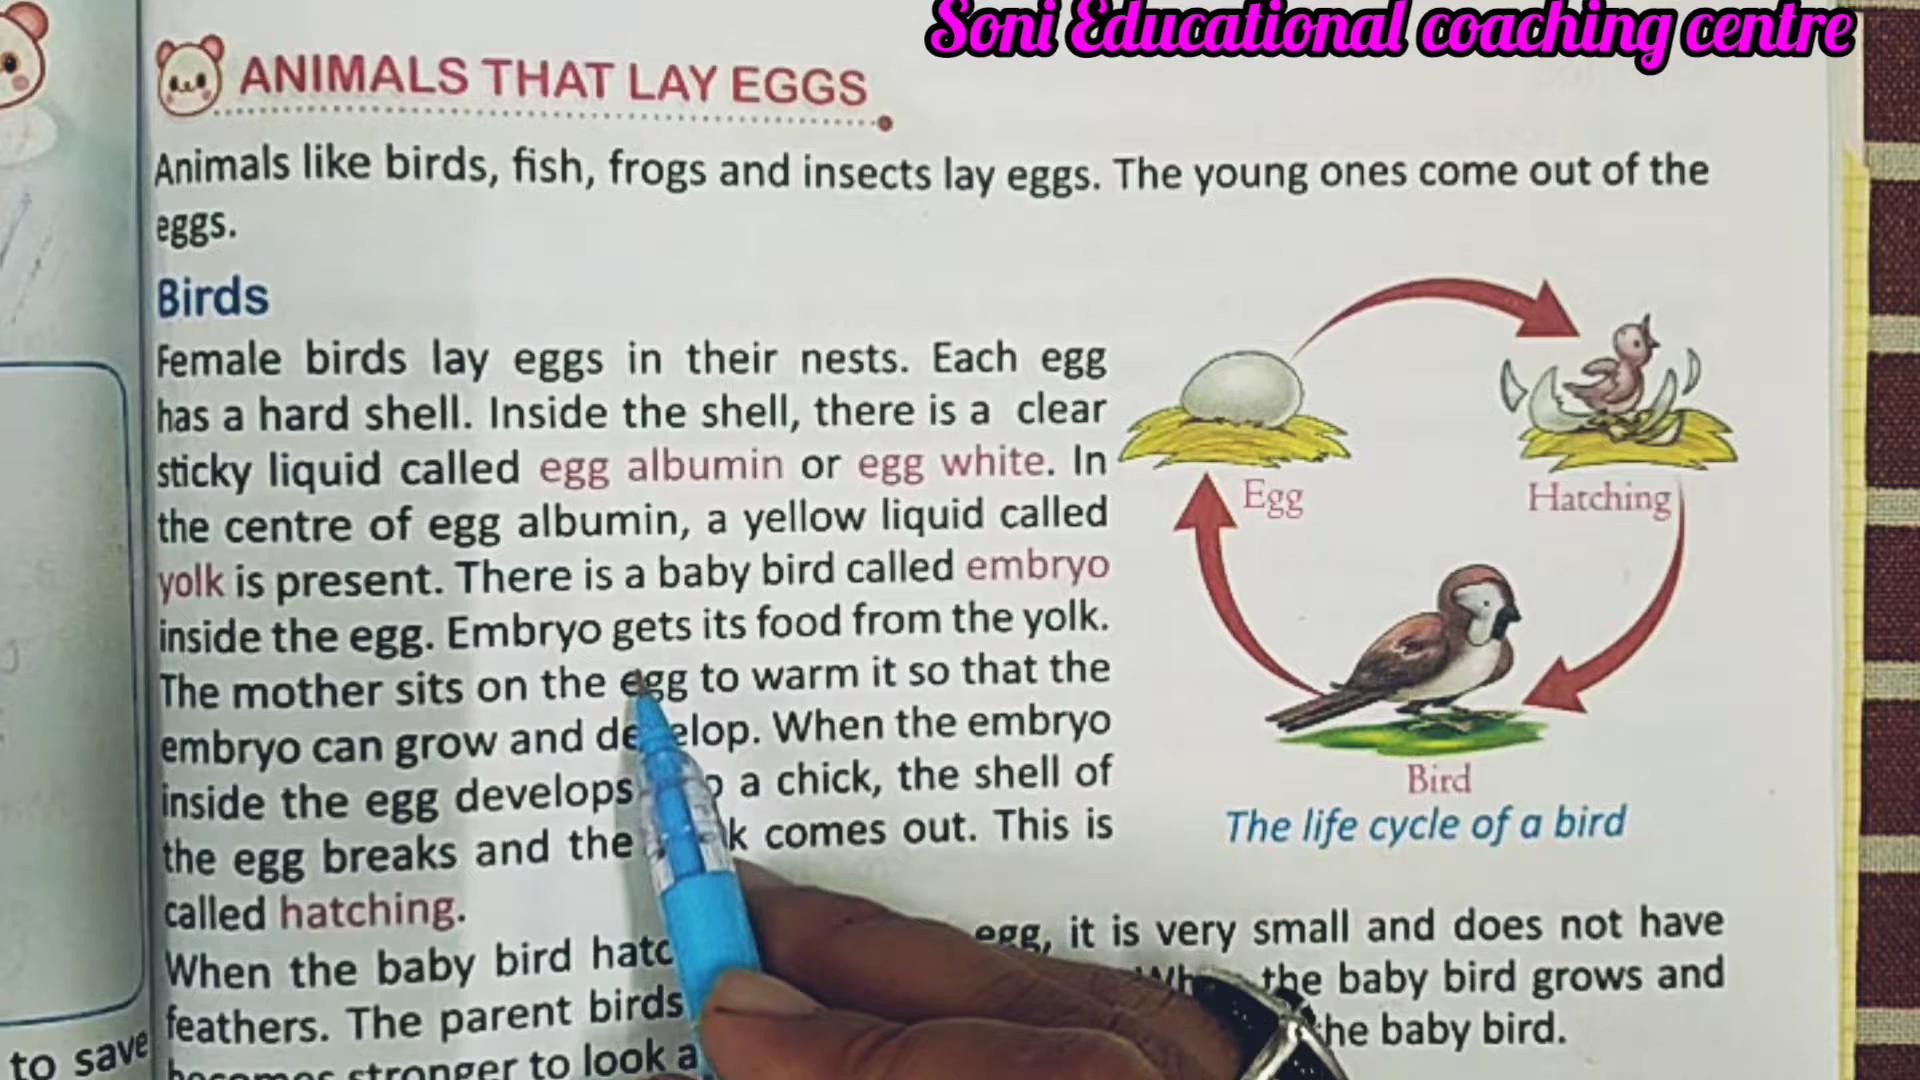 Soni Educational coaching centre
ANIMALS THAT LAY EGGS
Animals like birds, fish, frogs and insects lay eggs. The young ones come out of the
eggs.
Birds
Female birds lay eggs in their nests. Each egg
has a hard shell. Inside the shell, there is a clear
sticky liquid called egg albumin or egg white. In
the centre of egg albumin, a yellow liquid called
yolk is present. There is a baby bird called embryo
inside the egg. Embryo gets its food from the yolk.
The mother sits on the egg to warm it so that the
embryo can grow and develop. When the embryo
inside the egg develops a chick, the shell of
the egg breaks and the comes out. This is
called hatching.
Egg
Hatching
Bird
The life cycle of a bird
When the baby bird egg, it is very small and does not have
feathers. The parent birds the baby bird grows and
stronger to look the baby bird.
to save